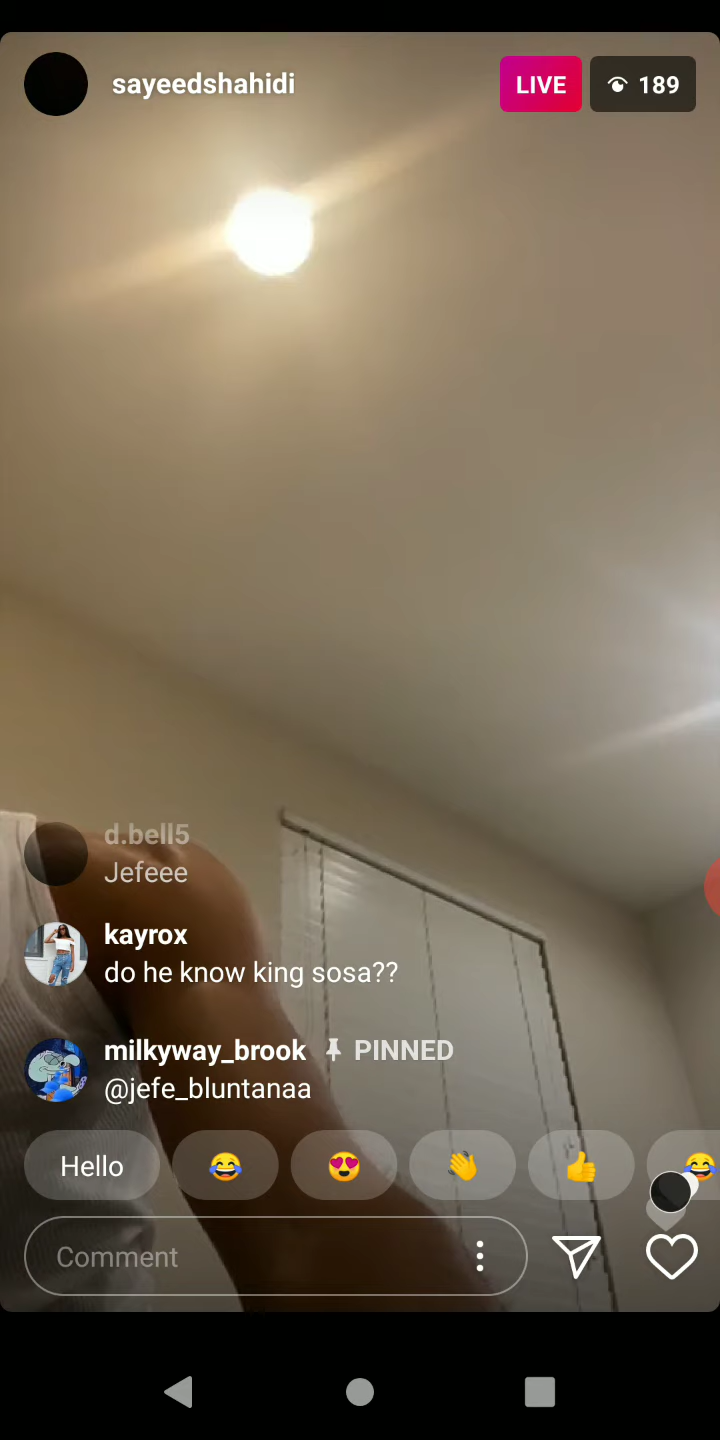 sayeedshahidi
LIVE
189
d.bell5
Jefeee
kayrox
do he know king sosa??
milkyway_brook PINNED
@jefe_bluntanaa
Hello
Comment